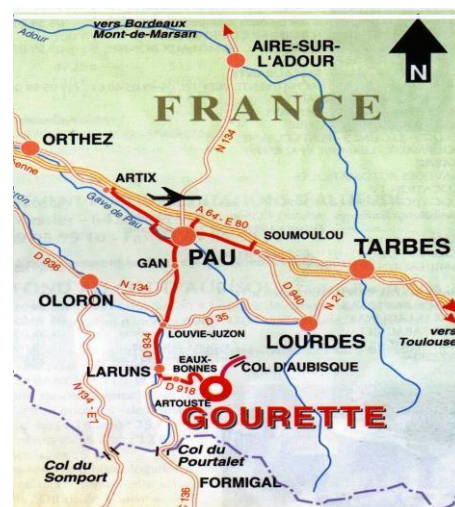 vers Bordeaux
Mont-de-Marsan
Adour
AIRE-SUR-
L'ADOUR
N
FRANCE
N 134
ORTHEZ
ARTIX
Gave de Pau
A 64 - E 80
SOUMOULOU
TARBES
PAU
GAN
D 936
N 134
OLORON
D 940
N 21
D 35
LOUVIE-JUZON
LOURDES
vers
Toulouse
D 934
EAUX-
BONNES
COL D'AUBISQUE
LARUNS
D 918
ARTOUSTE
GOURETTE
N 134 - E7
Col du
Somport
Col du
Pourtalet
FORMIGAL
136